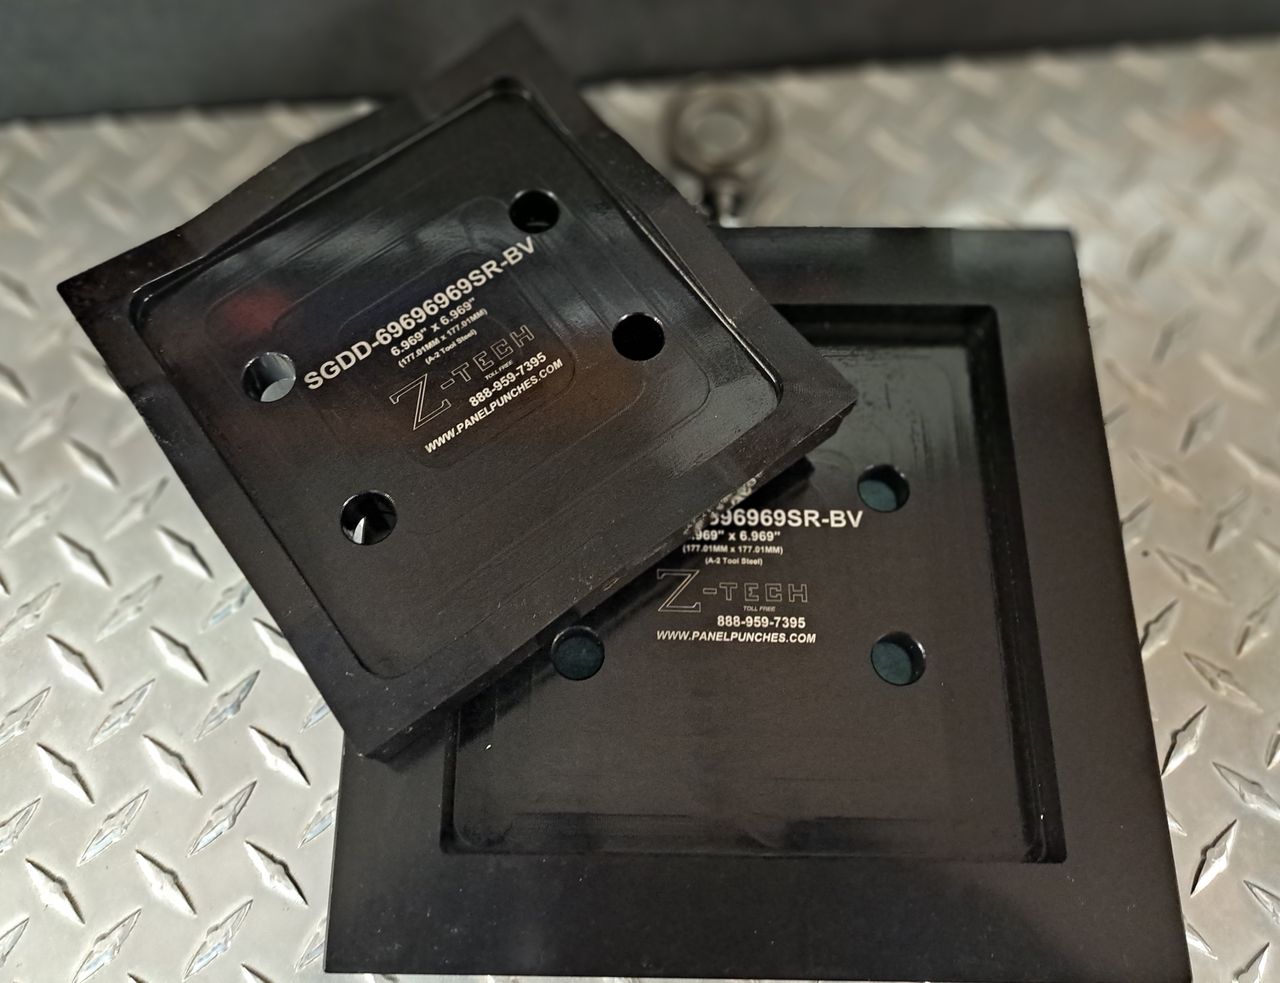 SGDD-69696969SR-BV
6.969" x 6.969"
(177.01MM x 177.01MM)
(A-2 Tool Steel)
Z-TECH
TOLL FREE
888-959-7395
WWW.PANELPUNCHES.COM
696969SR-BV
.969" x 6.969"
(177.01MM x 177.01MM)
(A-2 Tool Steel)
Z-TECH
TOLL FREE
888-959-7395
WWW.PANELPUNCHES.COM